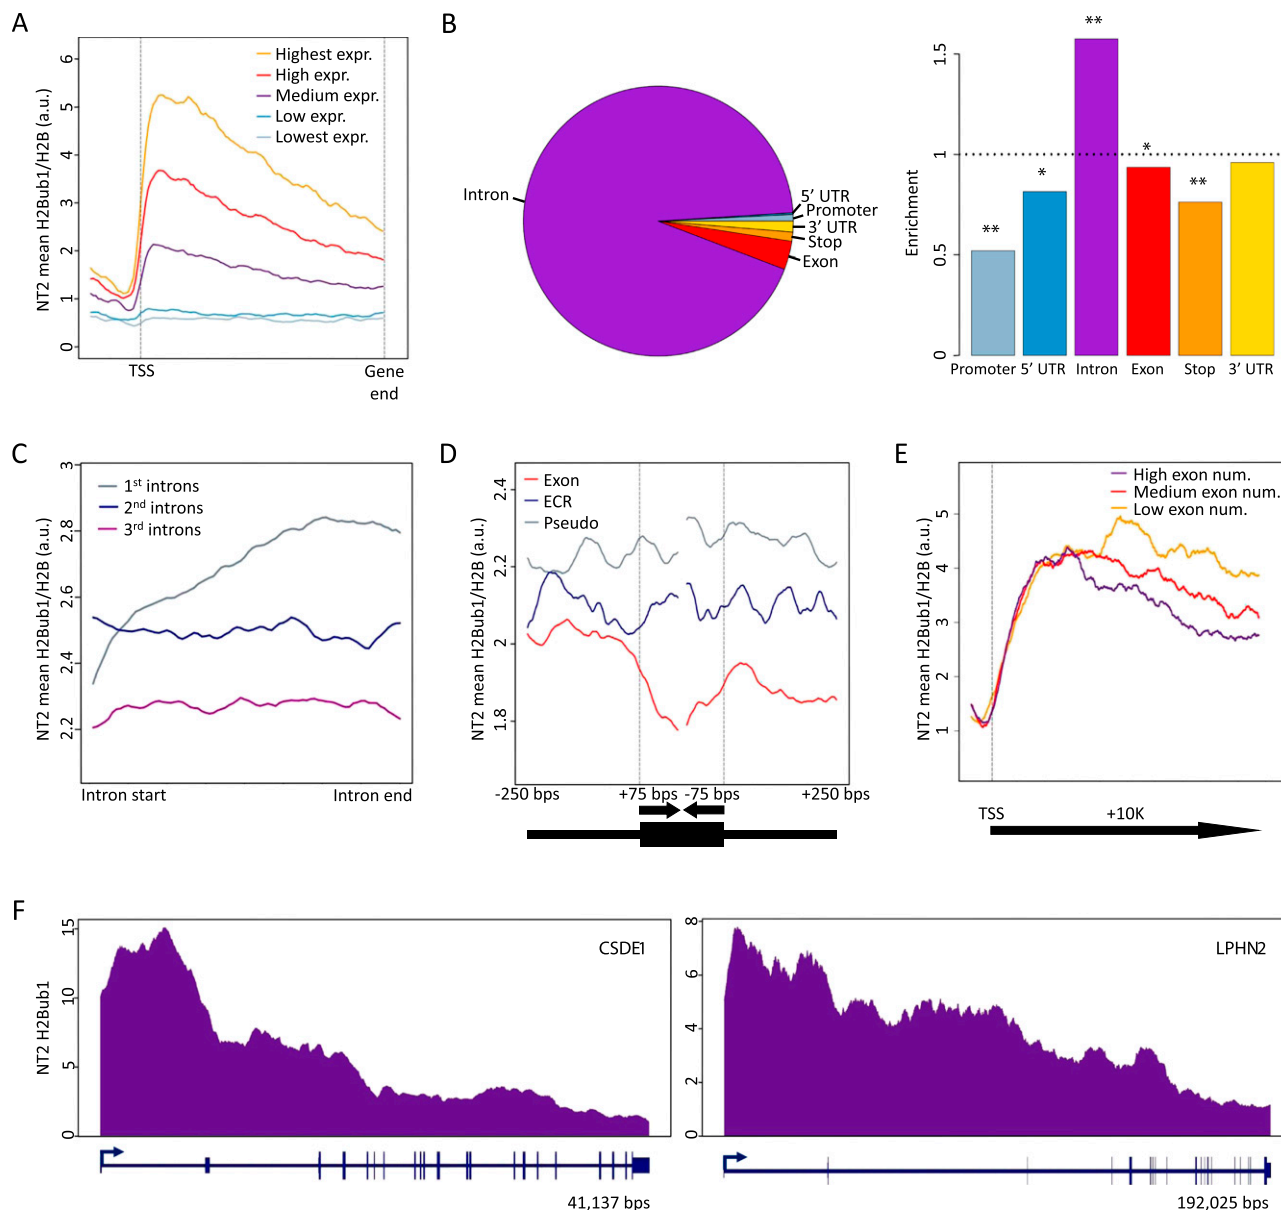 A
NT2 mean H2Bub1/H2B (a.u.)
6
5
4
3
2
1
0
Highest expr.
High expr.
Medium expr.
Low expr.
Lowest expr.
TSS
Gene
end
B
Intron
5' UTR
Promoter
3' UTR
Stop
Exon
Enrichment
1.5
1
0.5
0
**
*
**
*
**
Promoter 5' UTR Intron Exon Stop 3' UTR
C
NT2 mean H2Bub1/H2B (a.u.)
3
2.8
2.6
2.4
2.2
1st introns
2nd introns
3rd introns
Intron start Intron end
D
NT2 mean H2Bub1/H2B (a.u.)
2.4
2.2
2
1.8
Exon
ECR
Pseudo
-250 bps +75 bps -75 bps +250 bps
E
NT2 mean H2Bub1/H2B (a.u.)
5
4
3
2
1
High exon num.
Medium exon num.
Low exon num.
TSS +10K
F
NT2 H2Bub1
15
10
5
0
CSDE1
41,137 bps
8
6
4
2
0
LPHN2
192,025 bps